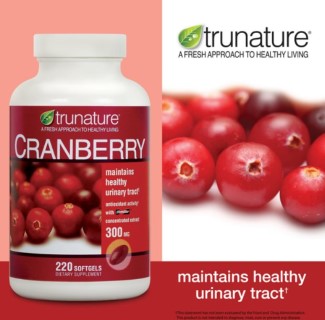 trunature®
A FRESH APPROACH TO HEALTHY LIVING
CRANBERRY
maintains
healthy
urinary tract†
antioxidant activity†
with
concentrated extract
300 MG
220 SOFTGELS
DIETARY SUPPLEMENT
trunature®
A FRESH APPROACH TO HEALTHY LIVING
maintains healthy
urinary tract†